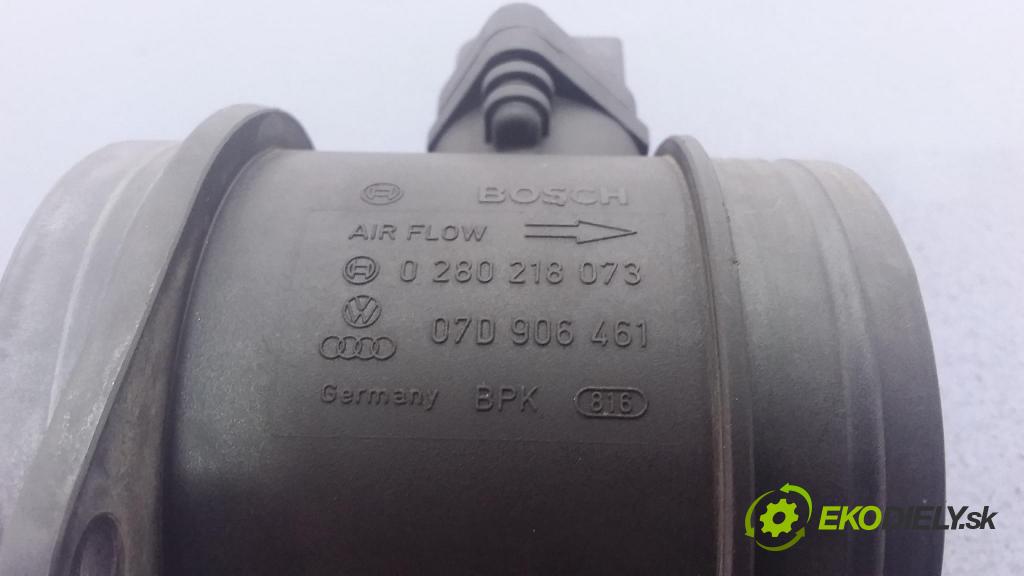 BOSCH
AIR FLOW
0 280 218 073
07D 906 461
Germany BPK 816
EKODIELY.sk